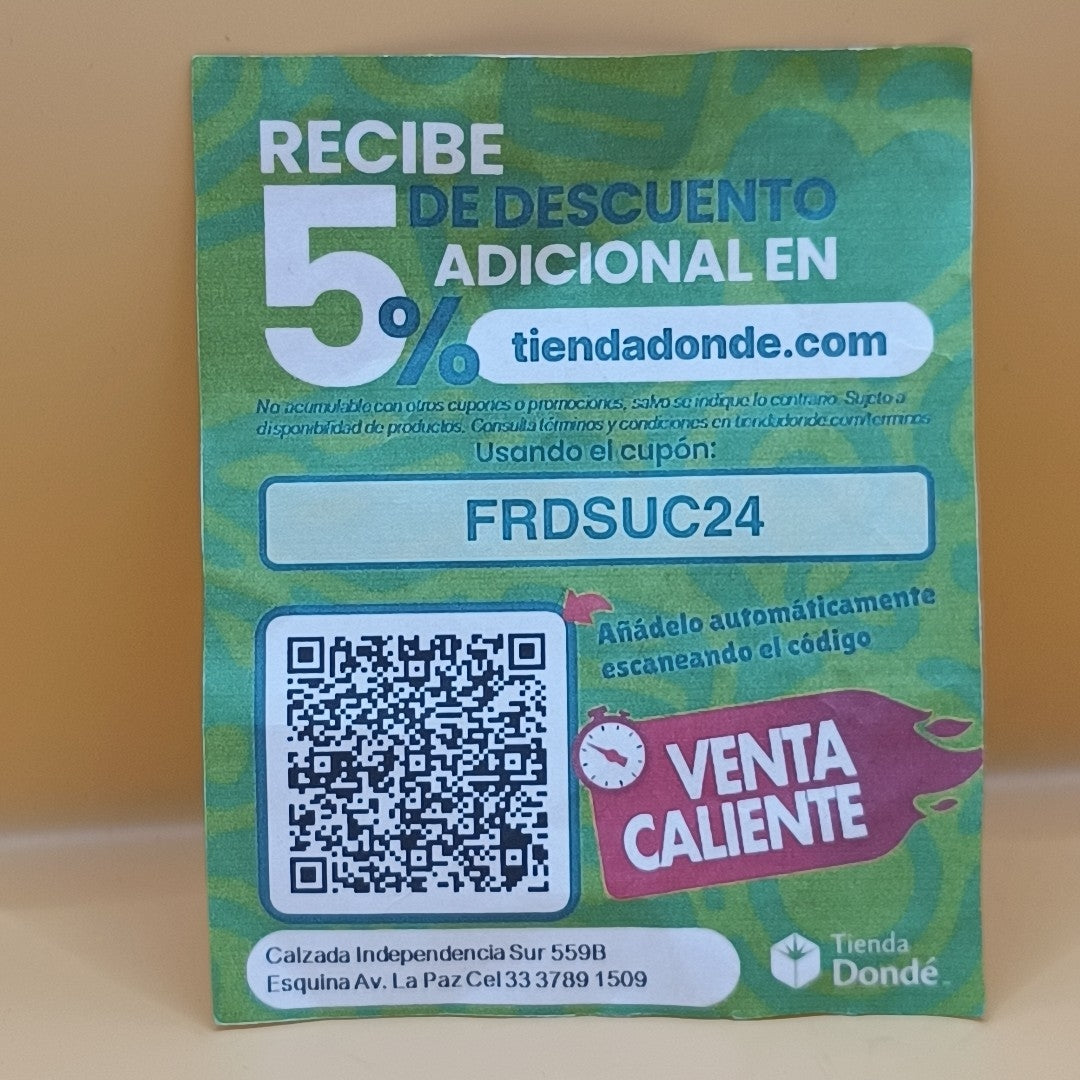 RECIBE
5% DE DESCUENTO
ADICIONAL EN
tiendadonde.com
No acumulable con otros cupones o promociones, salvo se indique lo contrario. Sujeto a
disponibilidad de productos. Consulta términos y condiciones en tiendadonde.com/terminos
Usando el cupón:
FRDSUC24
Añádelo automáticamente
escaneando el código
VENTA
CALIENTE
Calzada Independencia Sur 559B
Esquina Av. La Paz Cel 33 3789 1509
Tienda
Dondé